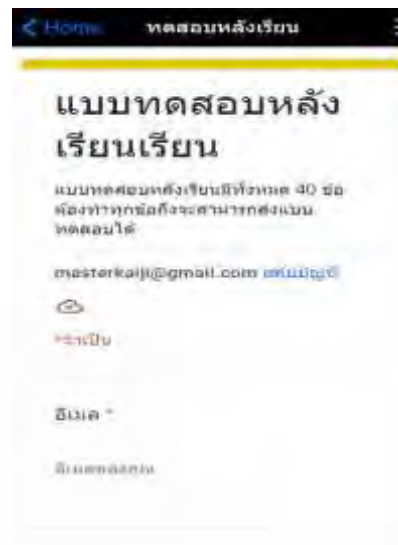 Home ทดสอบหลังเรียน
แบบทดสอบหลัง
เรียนเรียน
แบบทดสอบหลังเรียนมีทั้งหมด 40 ข้อ
ต้องทำทุกข้อถึงจะสามารถส่งแบบ
ทดสอบได้
masterkaiji@gmail.com สลับบัญชี
*จำเป็น
อีเมล *
อีเมลของคุณ